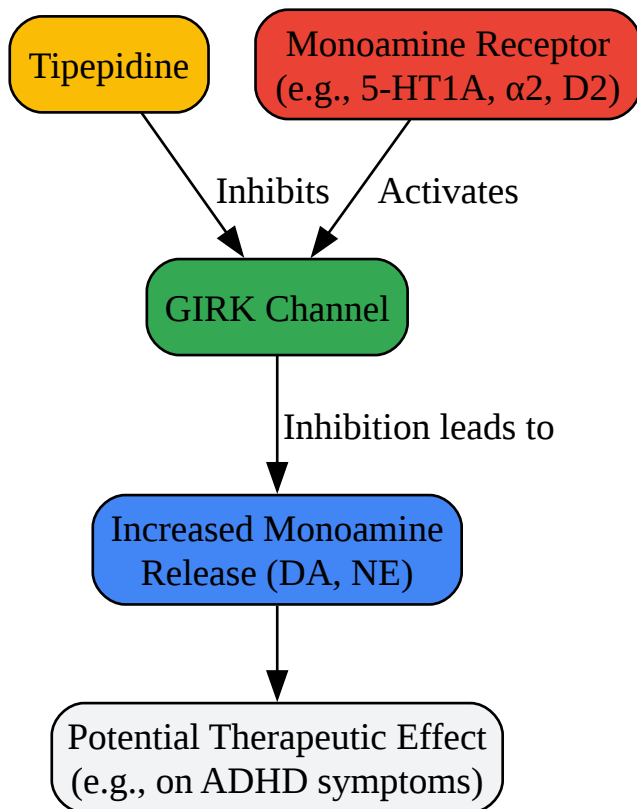 Tipepidine
Monoamine Receptor
(e.g., 5-HT1A, α2, D2)
Inhibits
Activates
GIRK Channel
Inhibition leads to
Increased Monoamine
Release (DA, NE)
Potential Therapeutic Effect
(e.g., on ADHD symptoms)